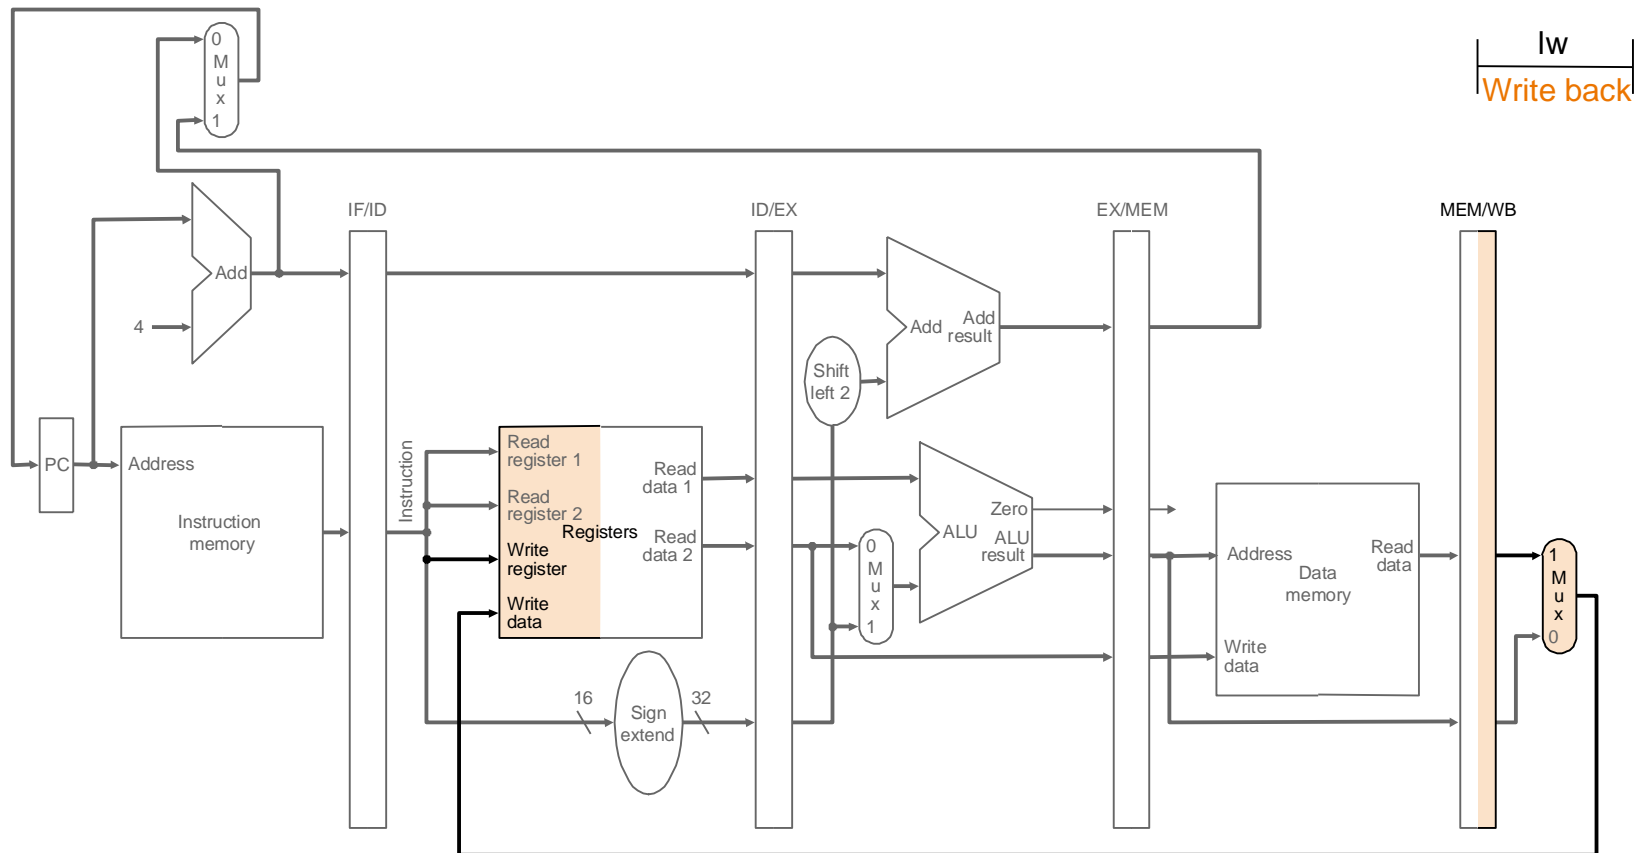 lw
Write back
0
M
u
x
1
IF/ID
ID/EX
EX/MEM
MEM/WB
Add
4
Add
Add
result
Shift
left 2
PC
Address
Instruction
memory
Instruction
Read
register 1
Read
register 2
Registers
Write
register
Write
data
Read
data 1
Read
data 2
0
M
u
x
1
Zero
ALU
ALU
result
Address
Read
data
Data
memory
Write
data
1
M
u
x
0
16
Sign
extend
32